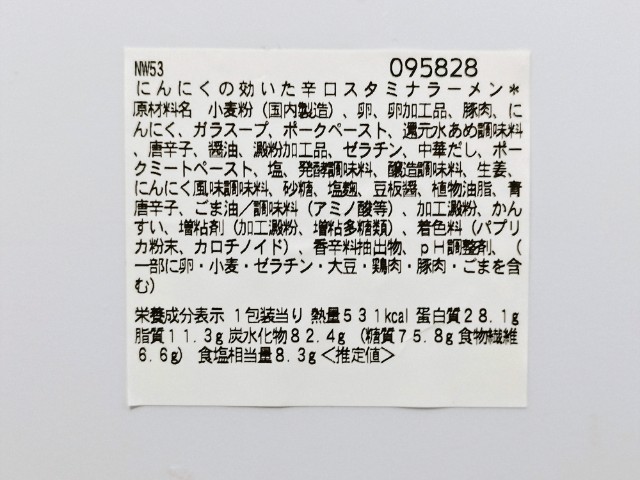 NW53
095828
にんにくの効いた辛口スタミナラーメン*
原材料名 小麦粉（国内製造）、卵、卵加工品、豚肉、にんにく、ガラスープ、ポークペースト、還元水あめ調味料
、唐辛子、醤油、澱粉加工品、ゼラチン、中華だし、ポー
クミートペースト、塩、発酵調味料、醸造調味料、生姜、
にんにく風味調味料、砂糖、塩麹、豆板醤、植物油脂、青
唐辛子、ごま油／調味料（アミノ酸等）、加工澱粉、かん
すい、増粘剤（加工澱粉、増粘多糖類）、着色料（パプリ
カ粉末、カロチノイド）、香辛料抽出物、ｐH調整剤、（
一部に卵・小麦・ゼラチン・大豆・鶏肉・豚肉・ごまを含
む）
栄養成分表示 1包装当り 熱量531kcal 蛋白質28.1g
脂質11.3g 炭水化物82.4g （糖質75.8g 食物繊維
6.6g） 食塩相当量8.3g＜推定値＞